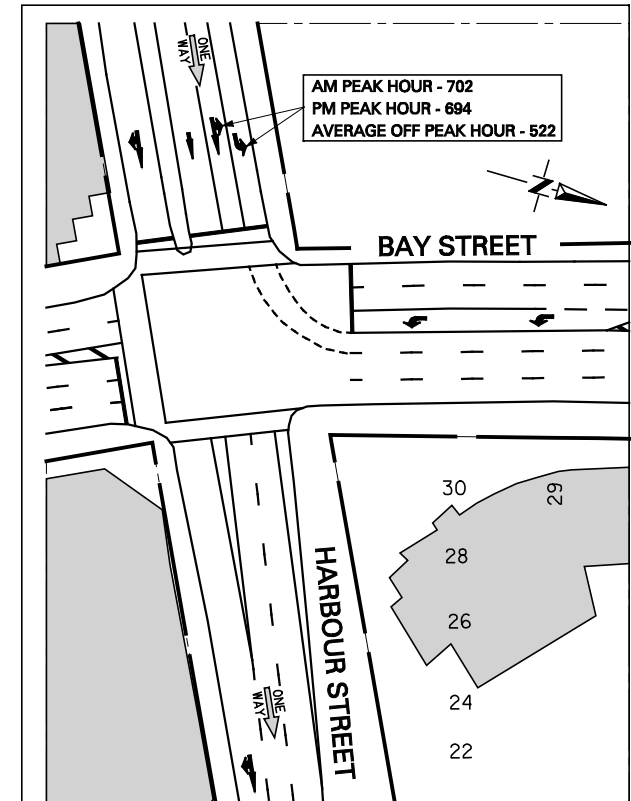 ONE
WAY
AM PEAK HOUR - 702
PM PEAK HOUR - 694
AVERAGE OFF PEAK HOUR - 522
N
BAY STREET
30
29
28
HARBOUR STREET
26
ONE
WAY
24
22